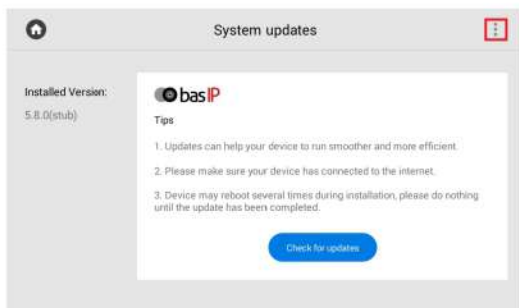 System updates
Installed Version:
5.8.0(stub)
basIP
Tips
1. Updates can help your device to run smoother and more efficient.
2. Please make sure your device has connected to the internet.
3. Device may reboot several times during installation, please do nothing
until the update has been completed.
Check for updates